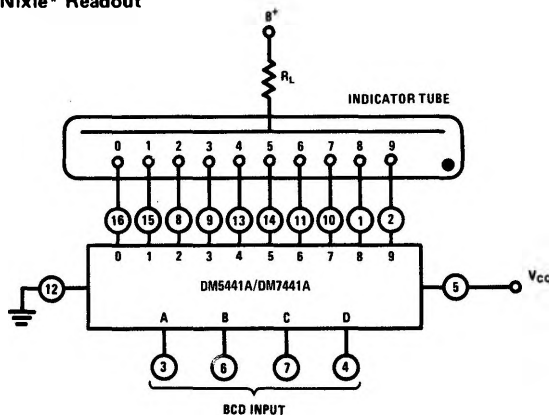 Nixie* Readout
B+
RL
INDICATOR TUBE
0 1 2 3 4 5 6 7 8 9
16 15 8 9 13 14 11 10 1 2
0 1 2 3 4 5 6 7 8 9
DM5441A/DM7441A
12
5
VCC
A B C D
3 6 7 4
BCD INPUT